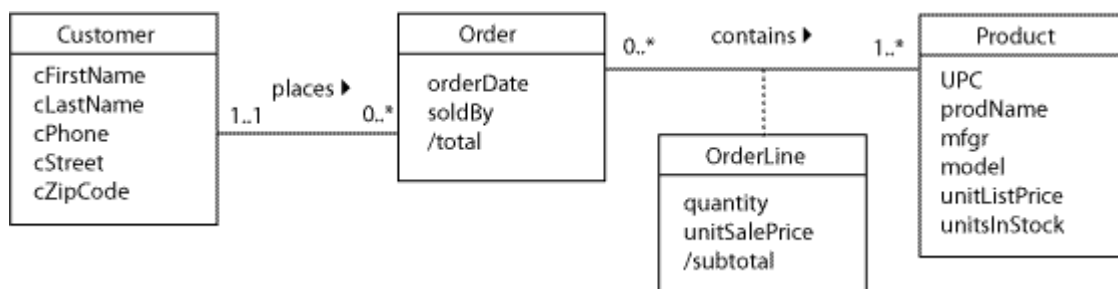 Customer
cFirstName
cLastName
cPhone
cStreet
cZipCode
places ▶
1..1
0..*
Order
orderDate
soldBy
/total
0..*
contains ▶
1..*
OrderLine
quantity
unitSalePrice
/subtotal
Product
UPC
prodName
mfgr
model
unitListPrice
unitsInStock